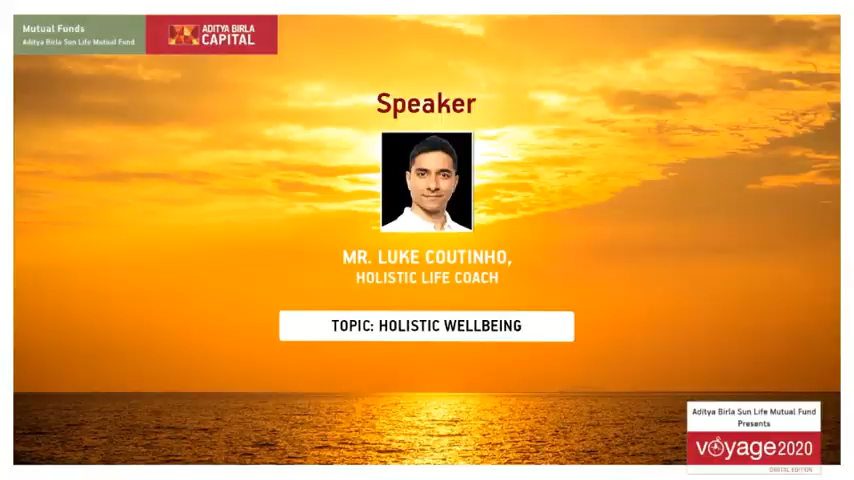 Mutual Funds
Aditya Birla Sun Life Mutual Fund
ADITYA BIRLA
CAPITAL
Speaker
MR. LUKE COUTINHO,
HOLISTIC LIFE COACH
TOPIC: HOLISTIC WELLBEING
Aditya Birla Sun Life Mutual Fund
Presents
voyage2020
DIGITAL EDITION